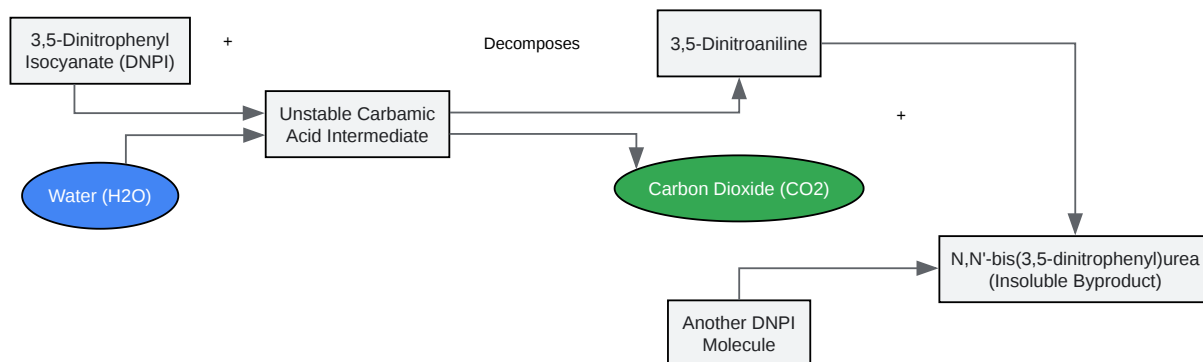 3,5-Dinitrophenyl
Isocyanate (DNPI)
+
Decomposes
3,5-Dinitroaniline
Unstable Carbamic
Acid Intermediate
+
Water (H2O)
Carbon Dioxide (CO2)
N,N'-bis(3,5-dinitrophenyl)urea
(Insoluble Byproduct)
Another DNPI
Molecule